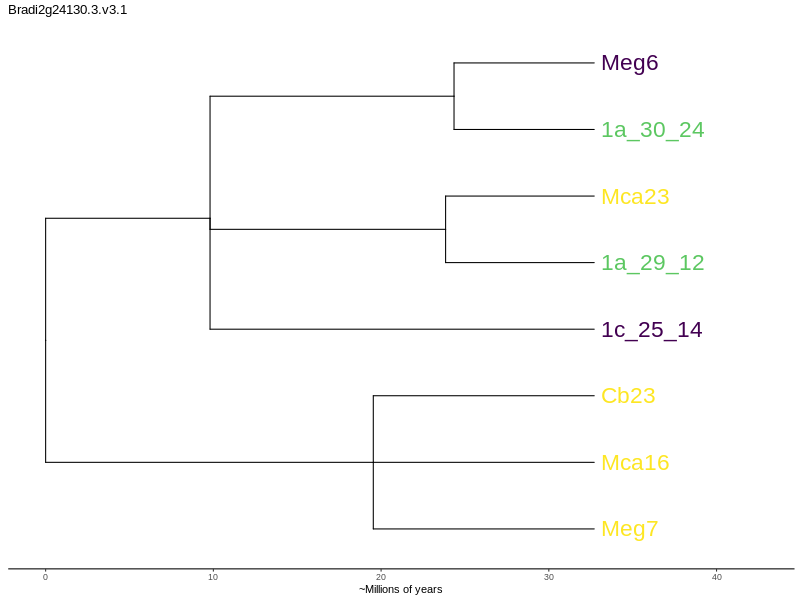 Bradi2g24130.3.v3.1
Meg6
1a_30_24
Mca23
1a_29_12
1c_25_14
Cb23
Mca16
Meg7
0 10 20 30 40
~Millions of years